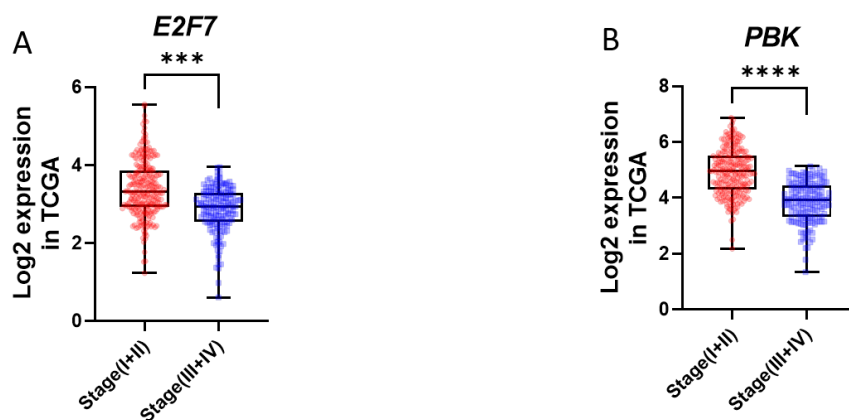 A
E2F7
***
6
4
2
0
Log2 expression
in TCGA
Stage(I+II)
Stage(III+IV)
B
PBK
****
8
6
4
2
0
Log2 expression
in TCGA
Stage(I+II)
Stage(III+IV)